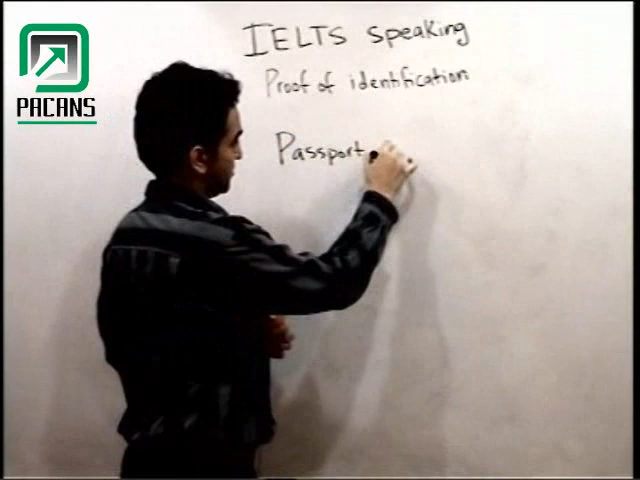 IELTS speaking
Proof of identification
Passport
PACANS